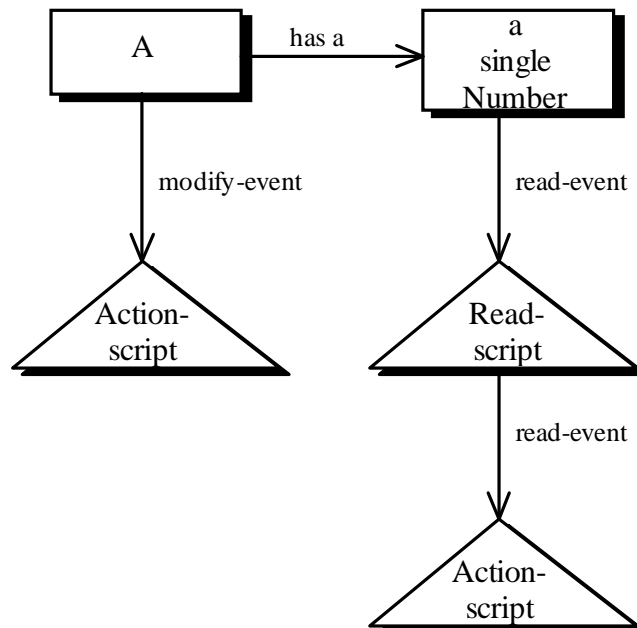 A
has a
a
single
Number
modify-event
read-event
Action-
script
Read-
script
read-event
Action-
script